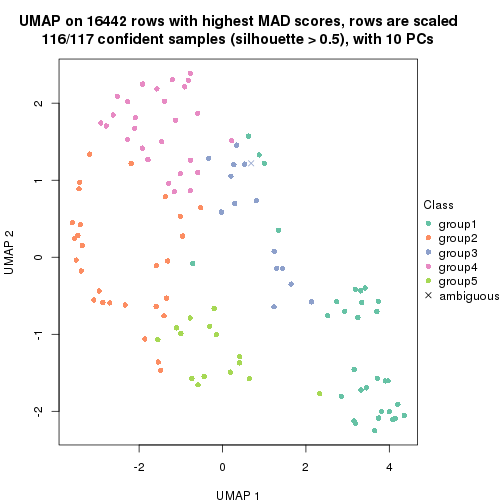 UMAP on 16442 rows with highest MAD scores, rows are scaled
116/117 confident samples (silhouette > 0.5), with 10 PCs
2
1
0
-1
-2
UMAP 2
-2
0
2
4
UMAP 1
Class
group1
group2
group3
group4
group5
ambiguous